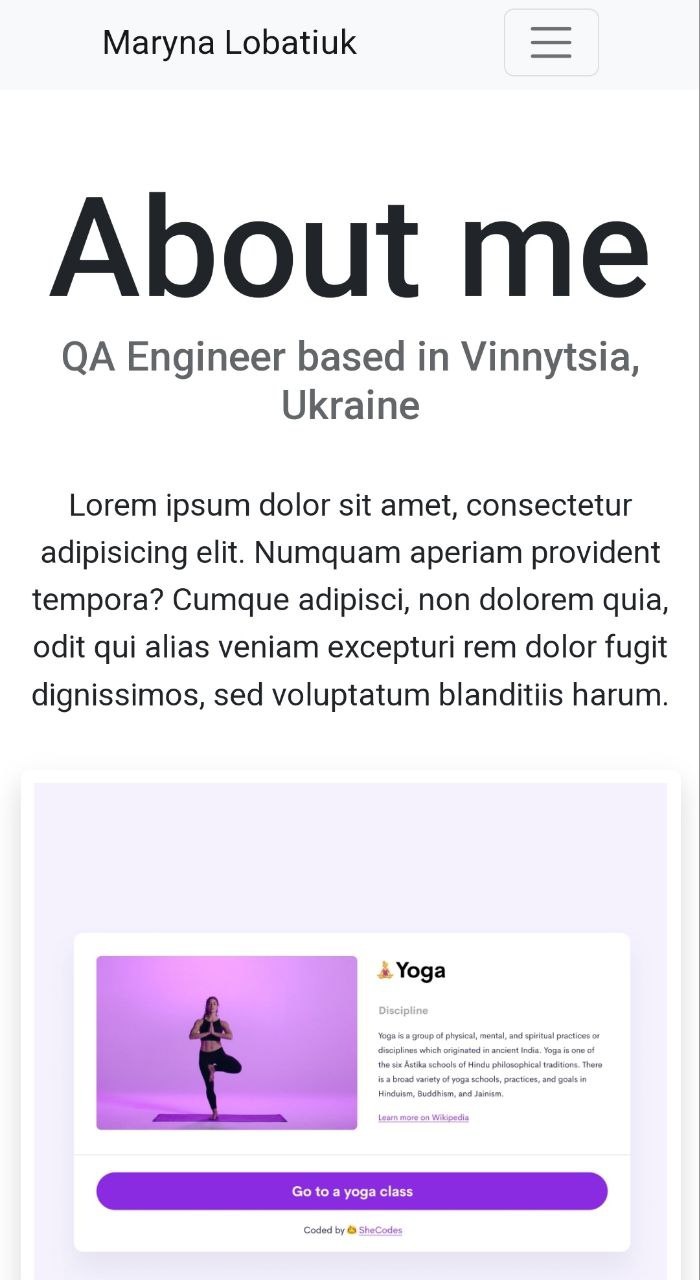 Maryna Lobatiuk
About me
QA Engineer based in Vinnytsia,
Ukraine
Lorem ipsum dolor sit amet, consectetur
adipisicing elit. Numquam aperiam provident
tempora? Cumque adipisci, non dolorem quia,
odit qui alias veniam excepturi rem dolor fugit
dignissimos, sed voluptatum blanditiis harum.
🧘Yoga
Discipline
Yoga is a group of physical, mental, and spiritual practices or
disciplines which originated in ancient India. Yoga is one of
the six Āstika schools of Hindu philosophical traditions. There
is a broad variety of yoga schools, practices, and goals in
Hinduism, Buddhism, and Jainism.
Learn more on Wikipedia
Go to a yoga class
Coded by SheCodes